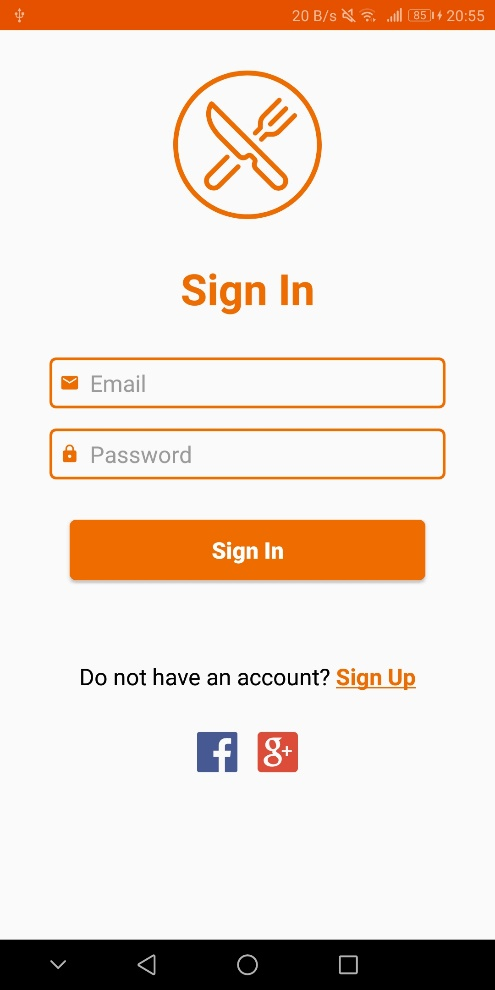 20 B/s 85 20:55
Sign In
Email
Password
Sign In
Do not have an account? Sign Up
f g+